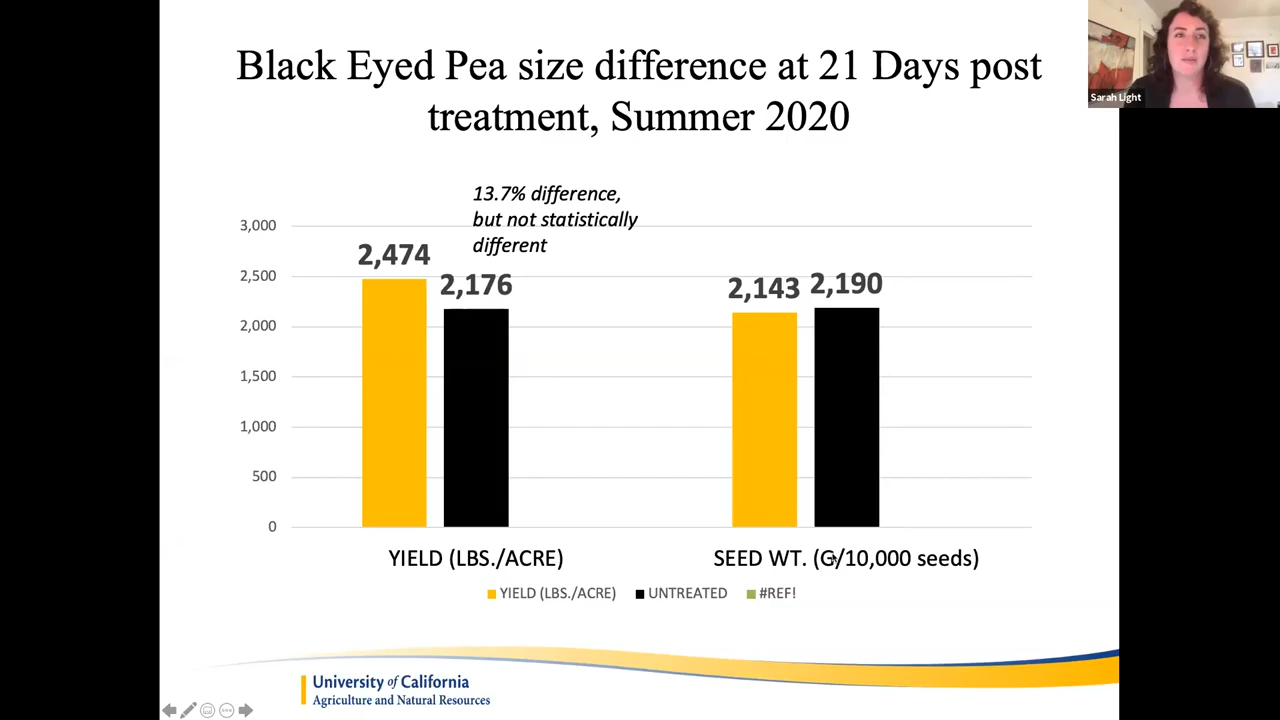 Black Eyed Pea size difference at 21 Days post
treatment, Summer 2020
Sarah Light
13.7% difference,
but not statistically
different
3,000
2,500
2,000
1,500
1,000
500
0
2,474
2,176
2,143
2,190
YIELD (LBS./ACRE)
SEED WT. (G/10,000 seeds)
YIELD (LBS./ACRE) UNTREATED #REF!
University of California
Agriculture and Natural Resources